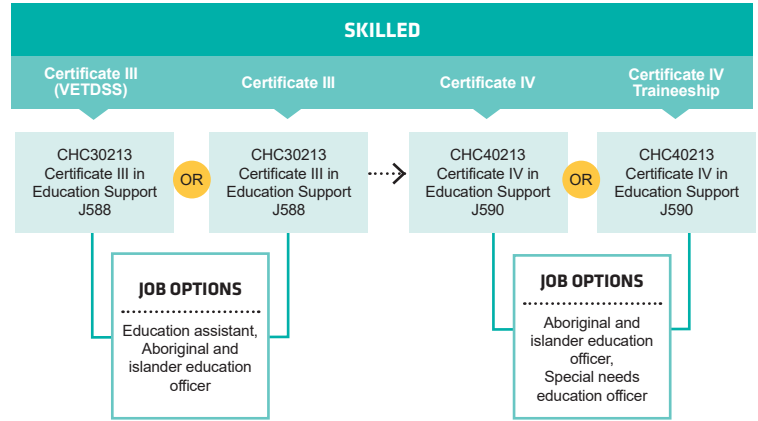 SKILLED
Certificate III
(VETDSS)
Certificate III
Certificate IV
Certificate IV
Traineeship
CHC30213
Certificate III in
Education Support
J588
OR
CHC30213
Certificate III in
Education Support
J588
CHC40213
Certificate IV in
Education Support
J590
OR
CHC40213
Certificate IV in
Education Support
J590
JOB OPTIONS
Education assistant,
Aboriginal and
islander education
officer
JOB OPTIONS
Aboriginal and
islander education
officer,
Special needs
education officer